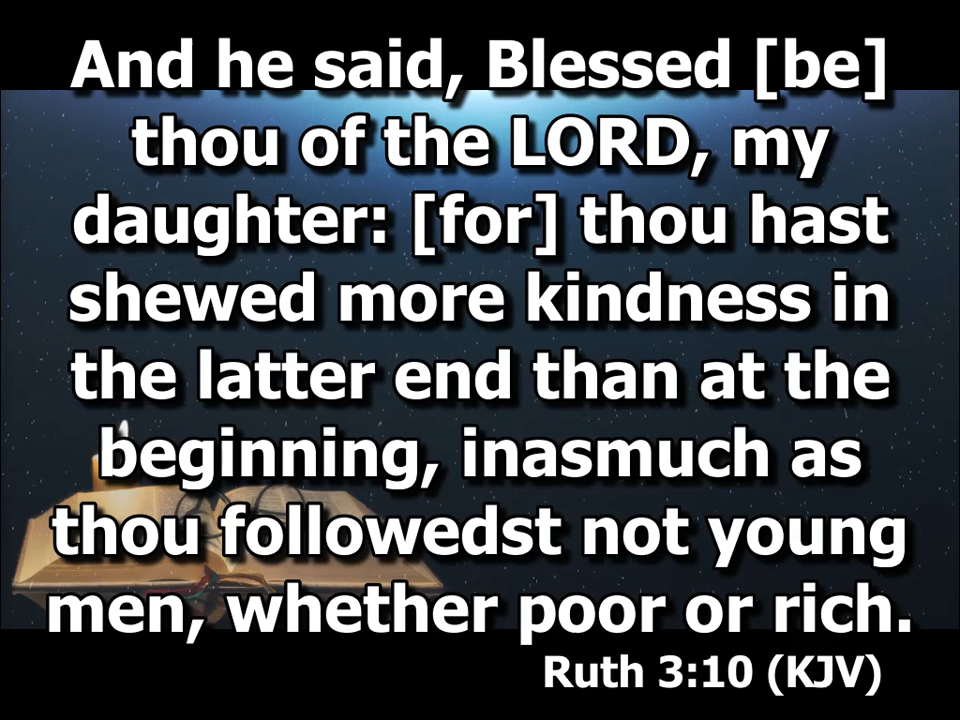 And he said, Blessed [be]
thou of the LORD, my
daughter: [for] thou hast
shewed more kindness in
the latter end than at the
beginning, inasmuch as
thou followedst not young
men, whether poor or rich.
Ruth 3:10 (KJV)